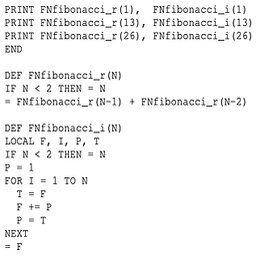 PRINT FNfibonacci_r(1),  FNfibonacci_i(1)
PRINT FNfibonacci_r(13), FNfibonacci_i(13)
PRINT FNfibonacci_r(26), FNfibonacci_i(26)
END

DEF FNfibonacci_r(N)
IF N < 2 THEN = N
= FNfibonacci_r(N-1) + FNfibonacci_r(N-2)

DEF FNfibonacci_i(N)
LOCAL F, I, P, T
IF N < 2 THEN = N
P = 1
FOR I = 1 TO N
  T = F
  F += P
  P = T
NEXT
= F